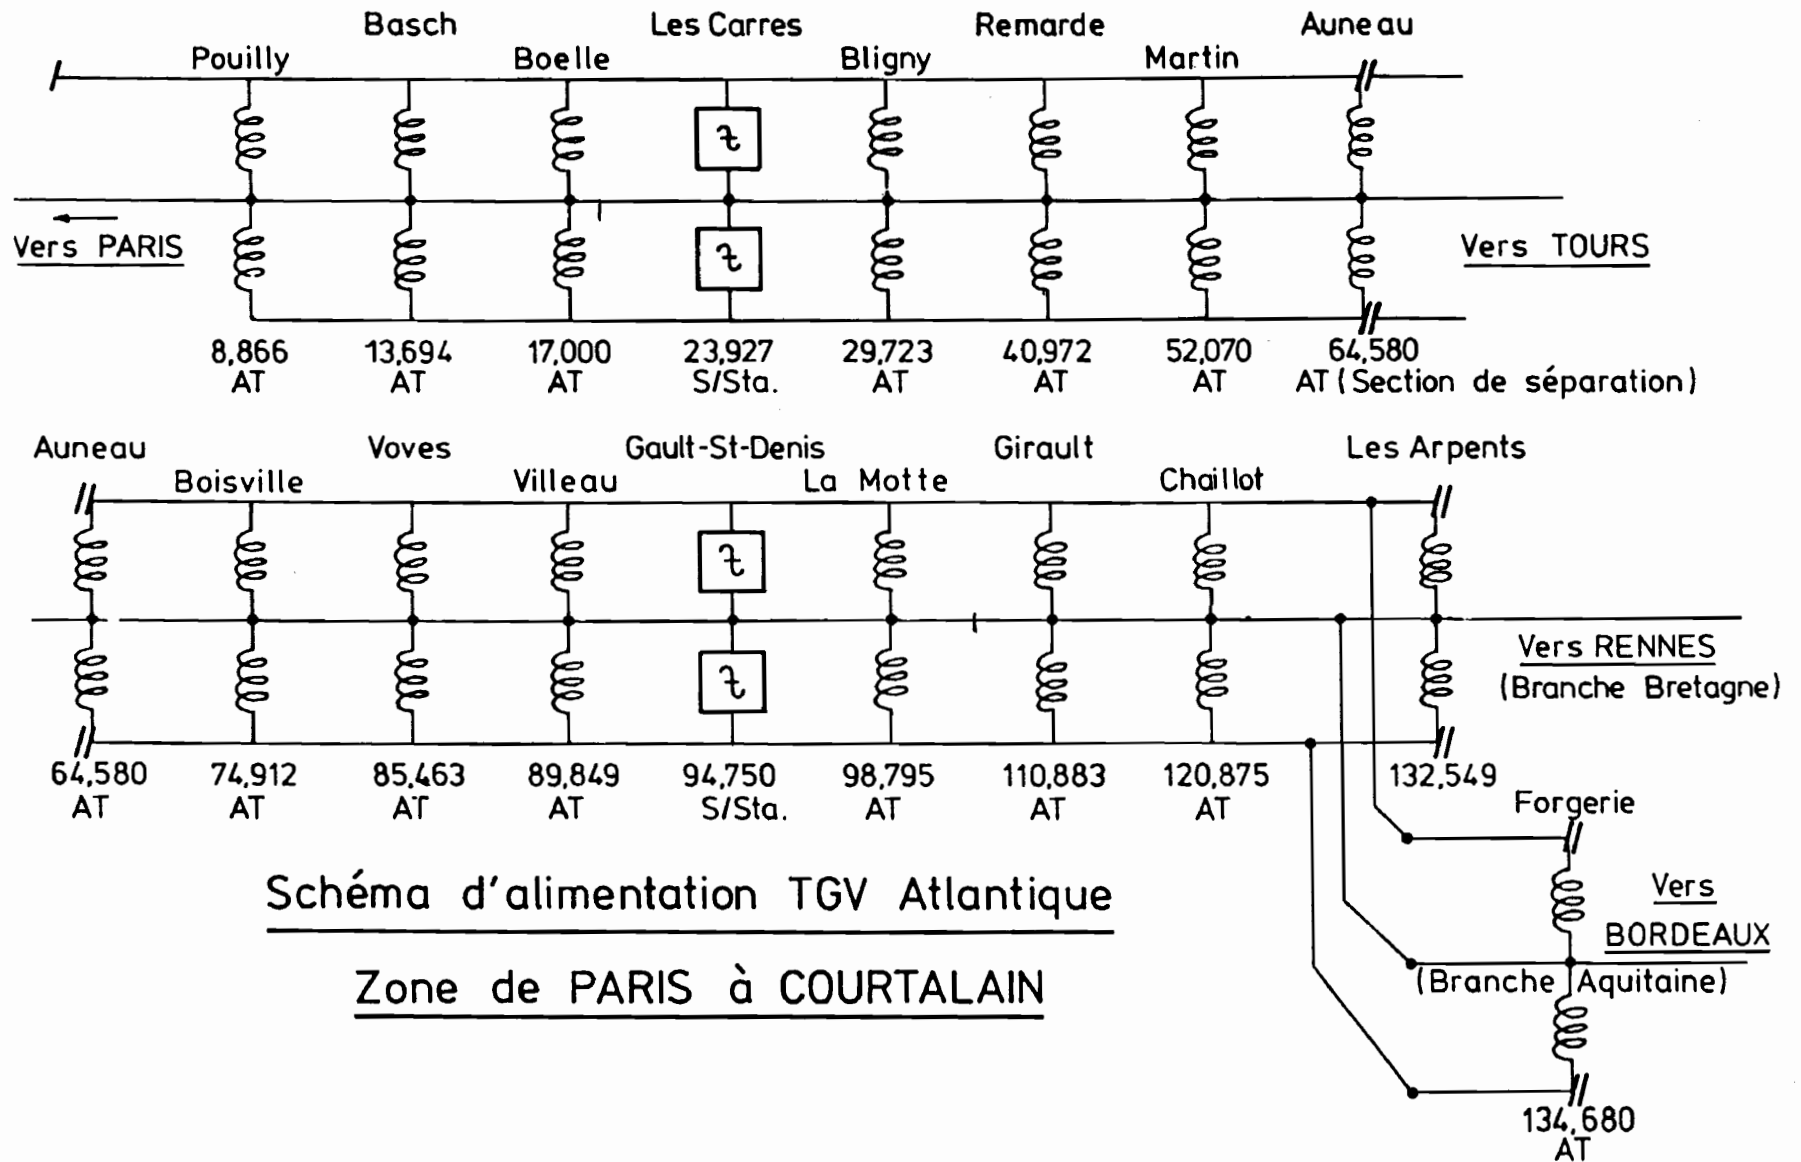 Basch Les Carres Remarde Auneau
Pouilly Boelle Bligny Martin
Vers PARIS Vers TOURS
8,866 13,694 17,000 23,927 29,723 40,972 52,070 64,580
AT AT AT S/Sta. AT AT AT AT (Section de séparation)
Auneau Voves Gault-St-Denis Girault Les Arpents
Boisville Villeau La Motte Chaillot
Vers RENNES
(Branche Bretagne)
64,580 74,912 85,463 89,849 94,750 98,795 110,883 120,875 132,549
AT AT AT AT S/Sta. AT AT AT
Forgerie
Schéma d'alimentation TGV Atlantique
Vers
BORDEAUX
(Branche Aquitaine)
Zone de PARIS à COURTALAIN
134,680
AT